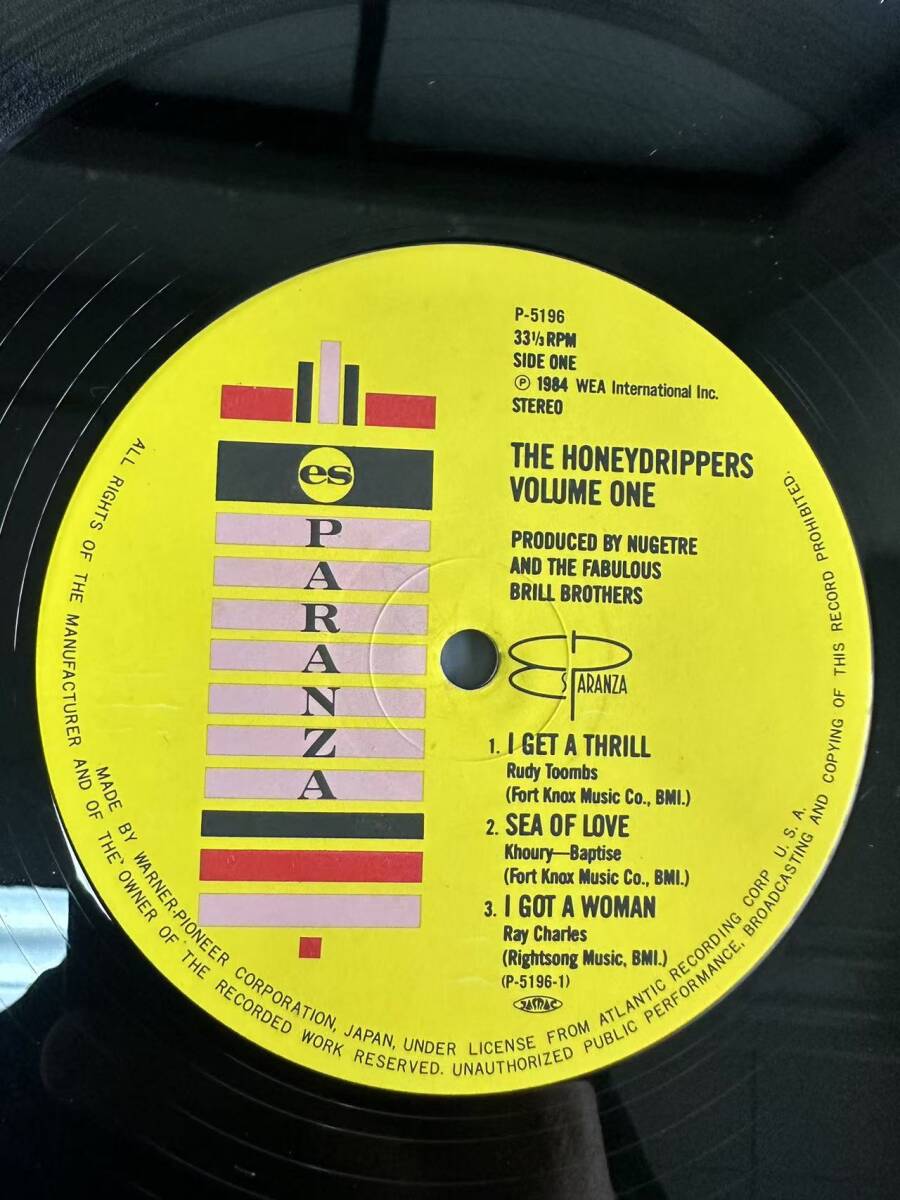 P-5196
33⅓ RPM
SIDE ONE
Ⓟ 1984 WEA International Inc.
STEREO
THE HONEYDRIPPERS
VOLUME ONE
PRODUCED BY NUGETRE
AND THE FABULOUS
BRILL BROTHERS
ESPARANZA
1. I GET A THRILL
Rudy Toombs
(Fort Knox Music Co., BMI.)
2. SEA OF LOVE
Khoury—Baptise
(Fort Knox Music Co., BMI.)
3. I GOT A WOMAN
Ray Charles
(Rightsong Music, BMI.)
(P-5196-1)
JASRAC
es
P
A
R
A
N
Z
A
ALL RIGHTS OF THE MANUFACTURER AND OF THE OWNER OF THE RECORDED WORK RESERVED. UNAUTHORIZED PUBLIC PERFORMANCE, BROADCASTING AND COPYING OF THIS RECORD PROHIBITED.
MADE BY WARNER-PIONEER CORPORATION, JAPAN, UNDER LICENSE FROM ATLANTIC RECORDING CORP U.S.A.